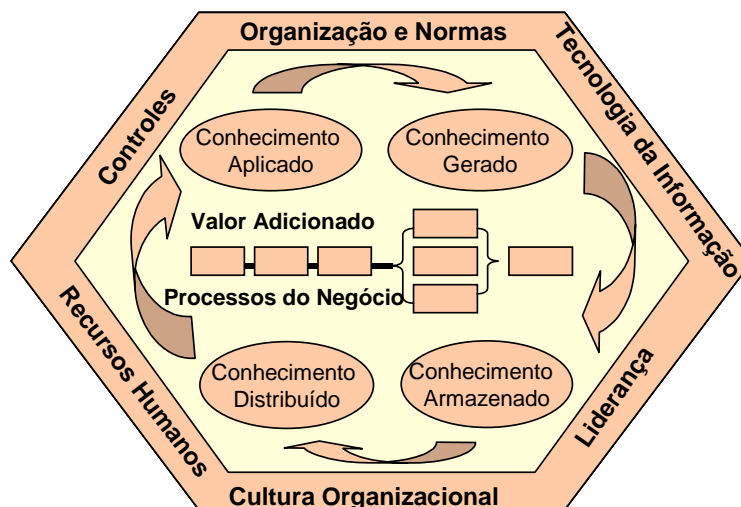 Organização e Normas
Tecnologia da Informação
Controles
Conhecimento
Aplicado
Conhecimento
Gerado
Valor Adicionado
Processos do Negócio
Conhecimento
Distribuído
Conhecimento
Armazenado
Recursos Humanos
Liderança
Cultura Organizacional